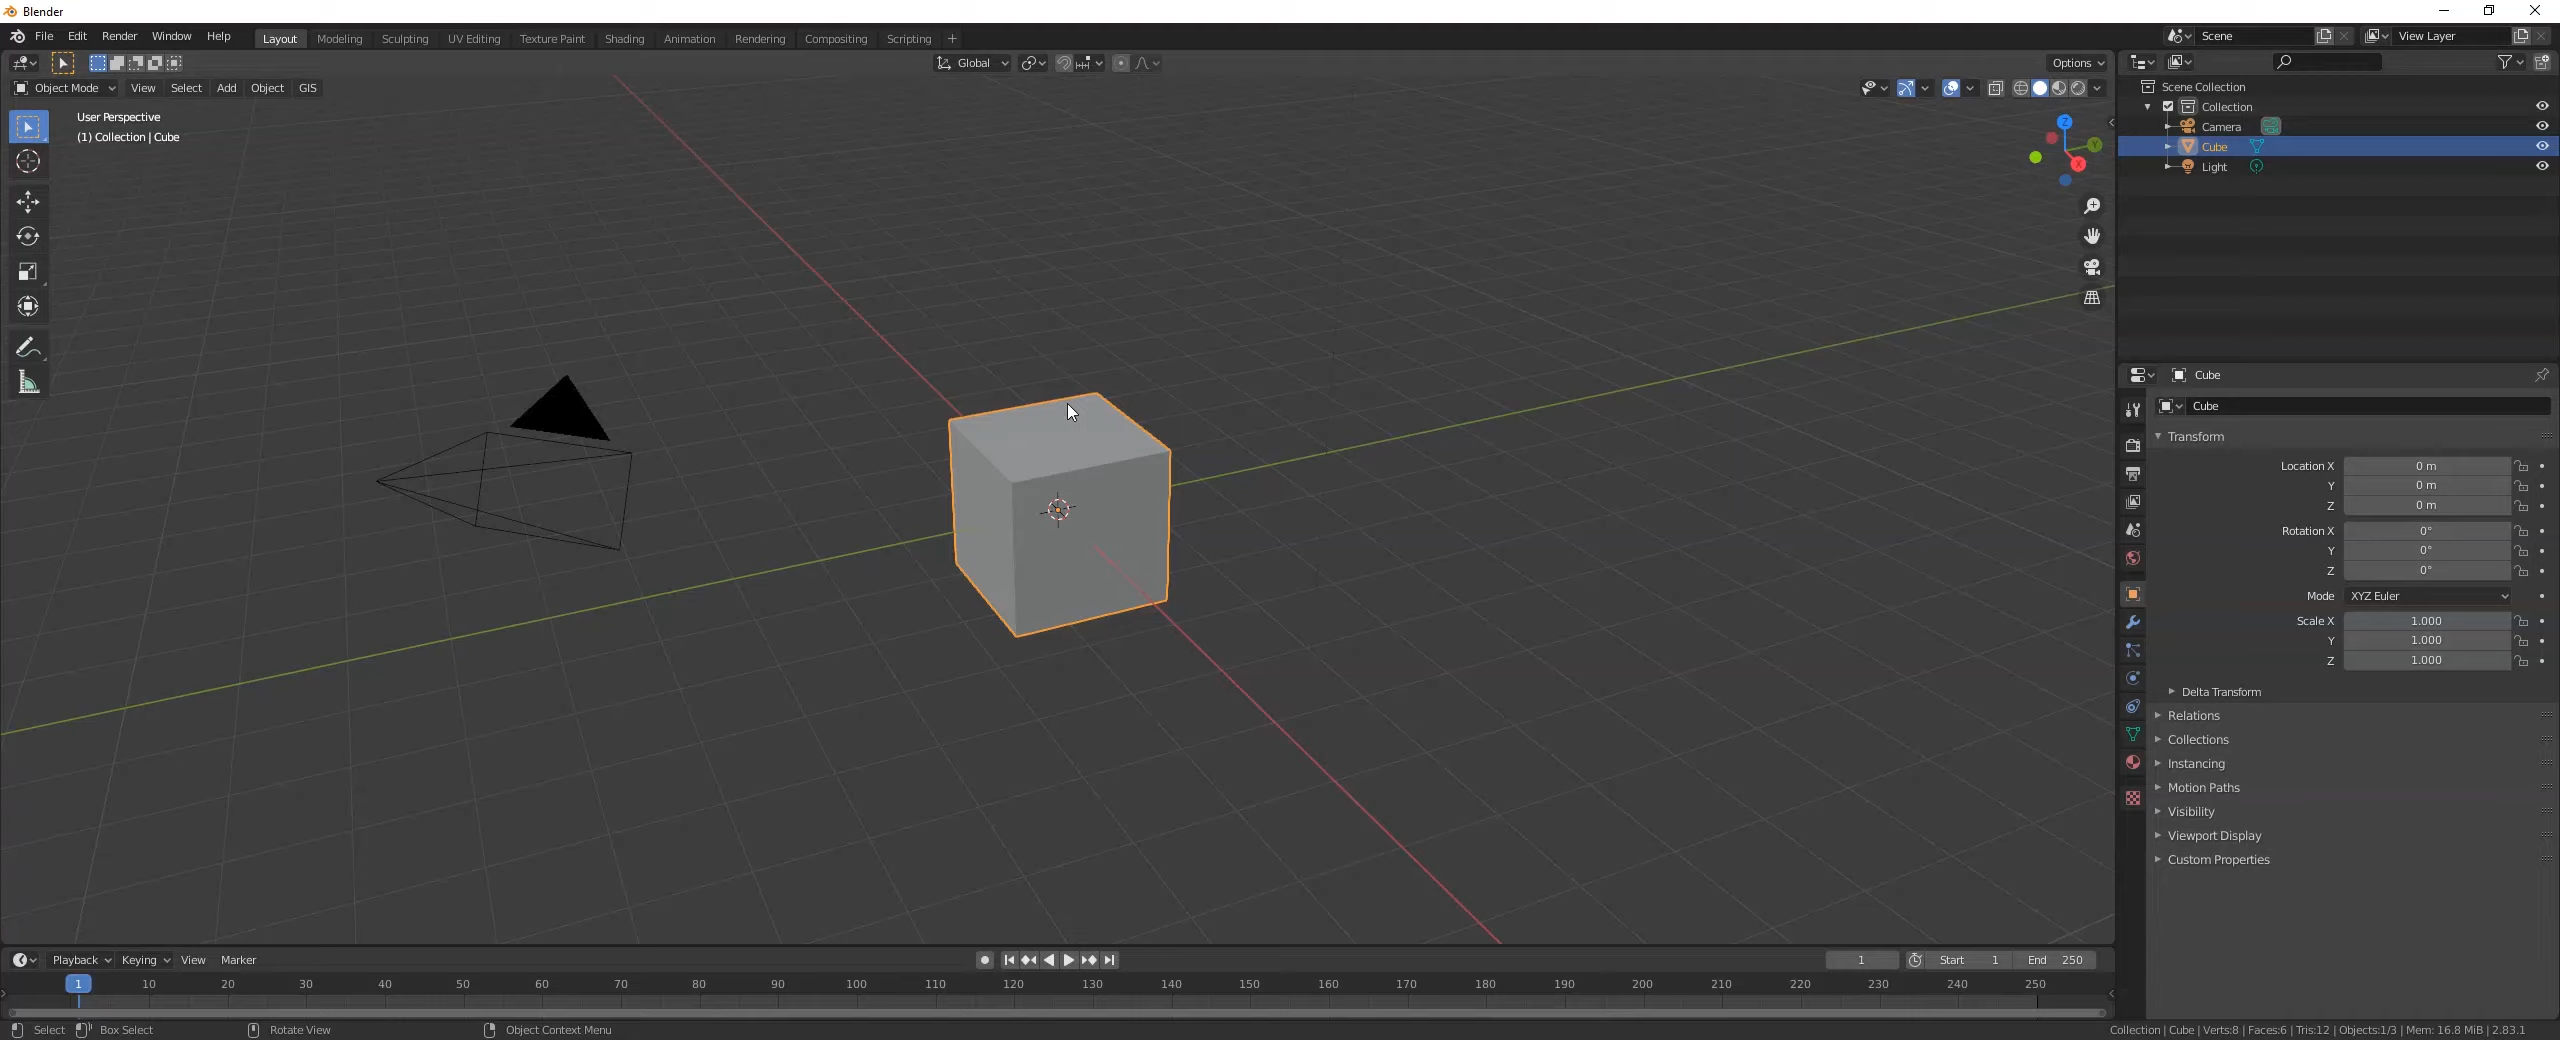 Blender
File Edit Render Window Help Layout Modeling Sculpting UV Editing Texture Paint Shading Animation Rendering Compositing Scripting + Scene View Layer
Global Options
Object Mode View Select Add Object GIS
User Perspective
(1) Collection | Cube
Z
Y
X
Scene Collection
Collection
Camera
Cube
Light
Cube
Cube
Transform
Location X 0 m
Y 0 m
Z 0 m
Rotation X 0°
Y 0°
Z 0°
Mode XYZ Euler
Scale X 1.000
Y 1.000
Z 1.000
Delta Transform
Relations
Collections
Instancing
Motion Paths
Visibility
Viewport Display
Custom Properties
Playback Keying View Marker 1 Start 1 End 250
1 10 20 30 40 50 60 70 80 90 100 110 120 130 140 150 160 170 180 190 200 210 220 230 240 250
Select Box Select Rotate View Object Context Menu Collection | Cube | Verts:8 | Faces:6 | Tris:12 | Objects:1/3 | Mem: 16.8 MiB | 2.83.1